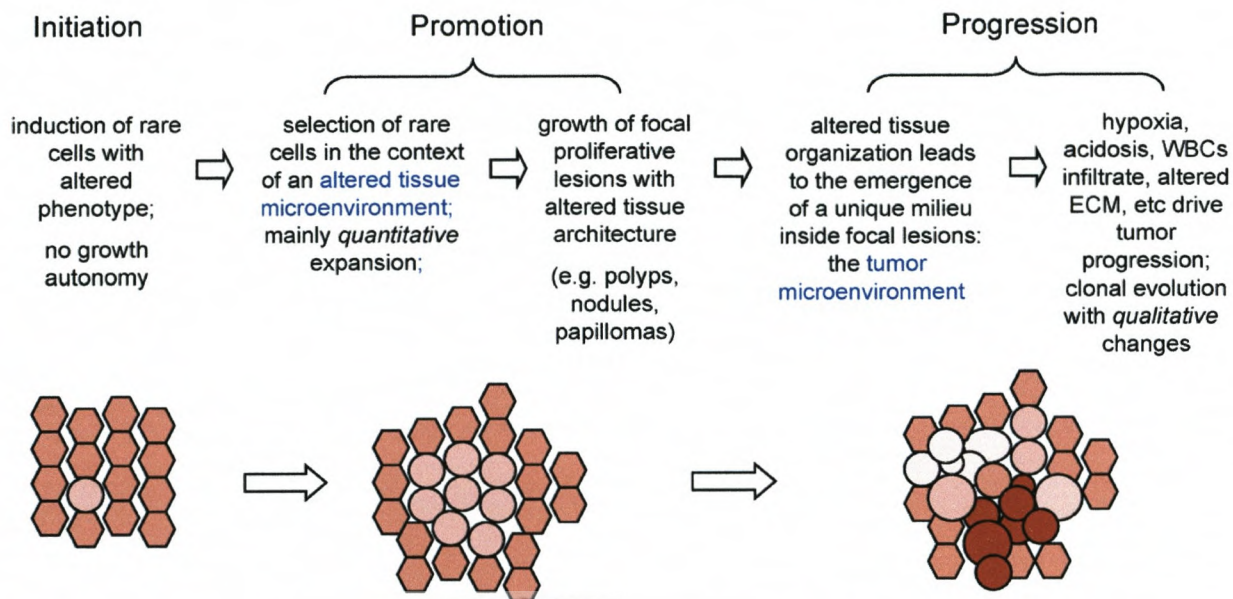 Initiation
Promotion
Progression
induction of rare
cells with
altered
phenotype;
no growth
autonomy
selection of rare
cells in the context
of an altered tissue
microenvironment;
mainly quantitative
expansion;
growth of focal
proliferative
lesions with
altered tissue
architecture
(e.g. polyps,
nodules,
papillomas)
altered tissue
organization leads
to the emergence
of a unique milieu
inside focal lesions:
the tumor
microenvironment
hypoxia,
acidosis, WBCs
infiltrate, altered
ECM, etc drive
tumor
progression;
clonal evolution
with qualitative
changes